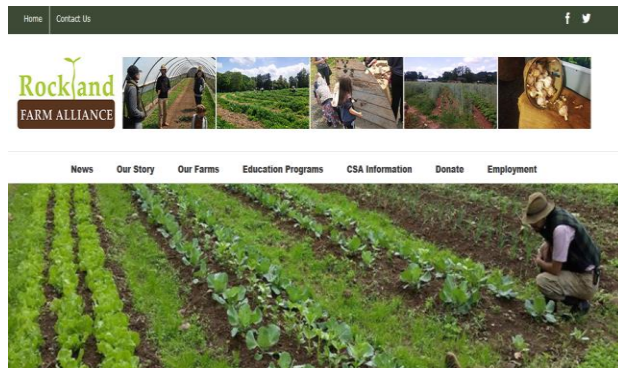 Home Contact Us
Rockland
FARM ALLIANCE
News Our Story Our Farms Education Programs CSA Information Donate Employment